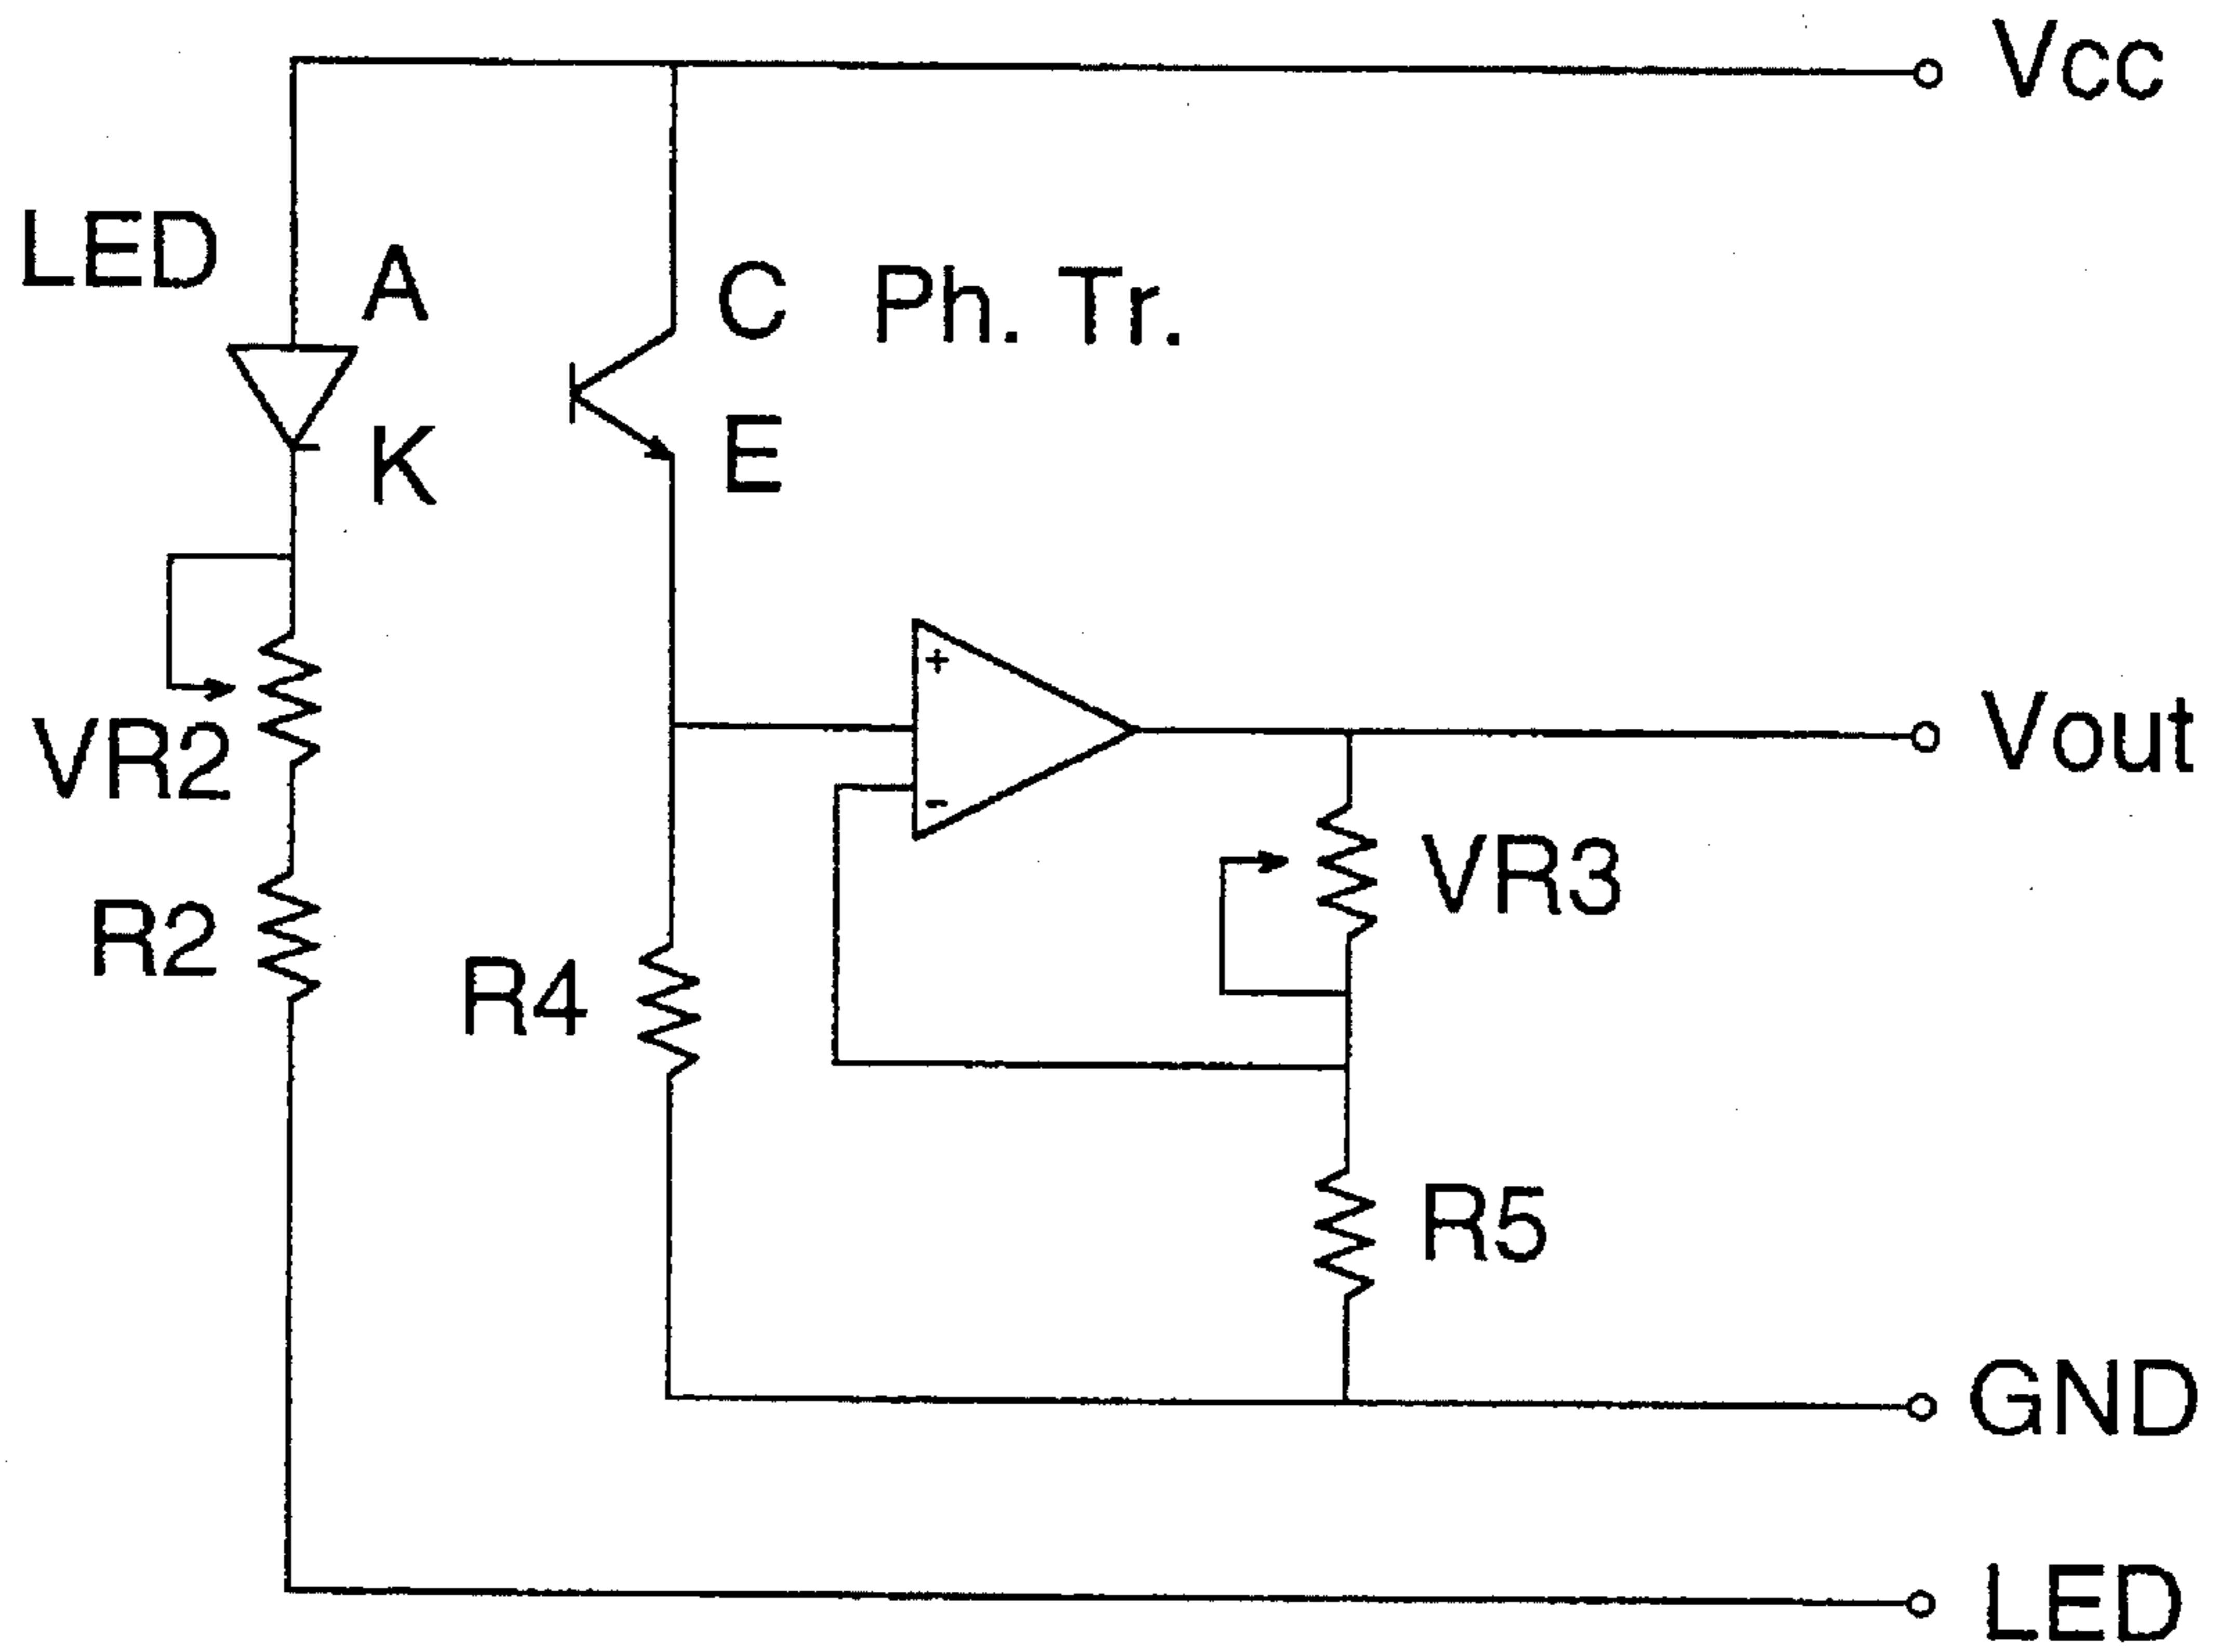 Vcc
LED
A
C Ph. Tr.
K
E
+
Vout
VR2
-
VR3
R2
R4
R5
GND
LED